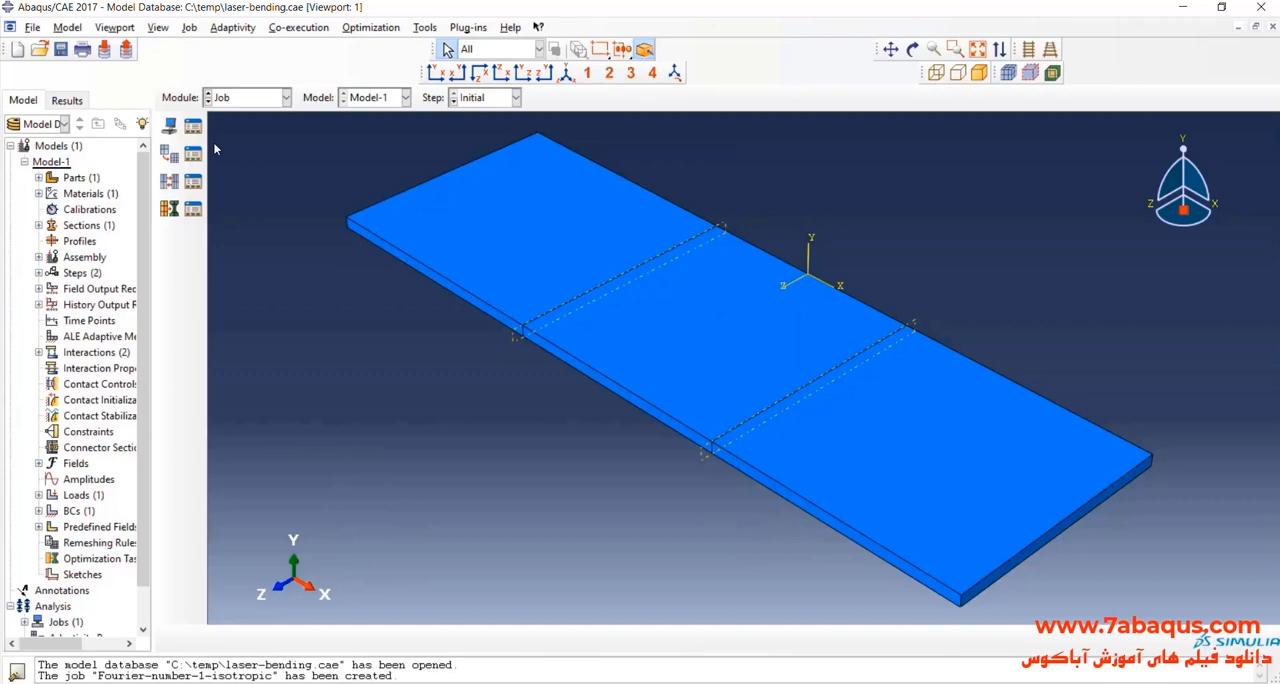 Abaqus/CAE 2017 - Model Database: C:\temp\laser-bending.cae [Viewport: 1]
File Model Viewport View Job Adaptivity Co-execution Optimization Tools Plug-ins Help
All
1 2 3 4
Model Results
Module: Job Model: Model-1 Step: Initial
Model D
Models (1)
Model-1
Parts (1)
Materials (1)
Calibrations
Sections (1)
Profiles
Assembly
Steps (2)
Field Output Rec
History Output R
Time Points
ALE Adaptive Me
Interactions (2)
Interaction Prop
Contact Controls
Contact Initializa
Contact Stabiliza
Constraints
Connector Secti
Fields
Amplitudes
Loads (1)
BCs (1)
Predefined Fields
Remeshing Rules
Optimization Tas
Sketches
Annotations
Analysis
Jobs (1)
Y
Z X
Y
Z X
Y
Z X
www.7abaqus.com
SIMULIA
دانلود فیلم های آموزش آباکوس
The model database "C:\temp\laser-bending.cae" has been opened.
The job "Fourier-number-1-isotropic" has been created.